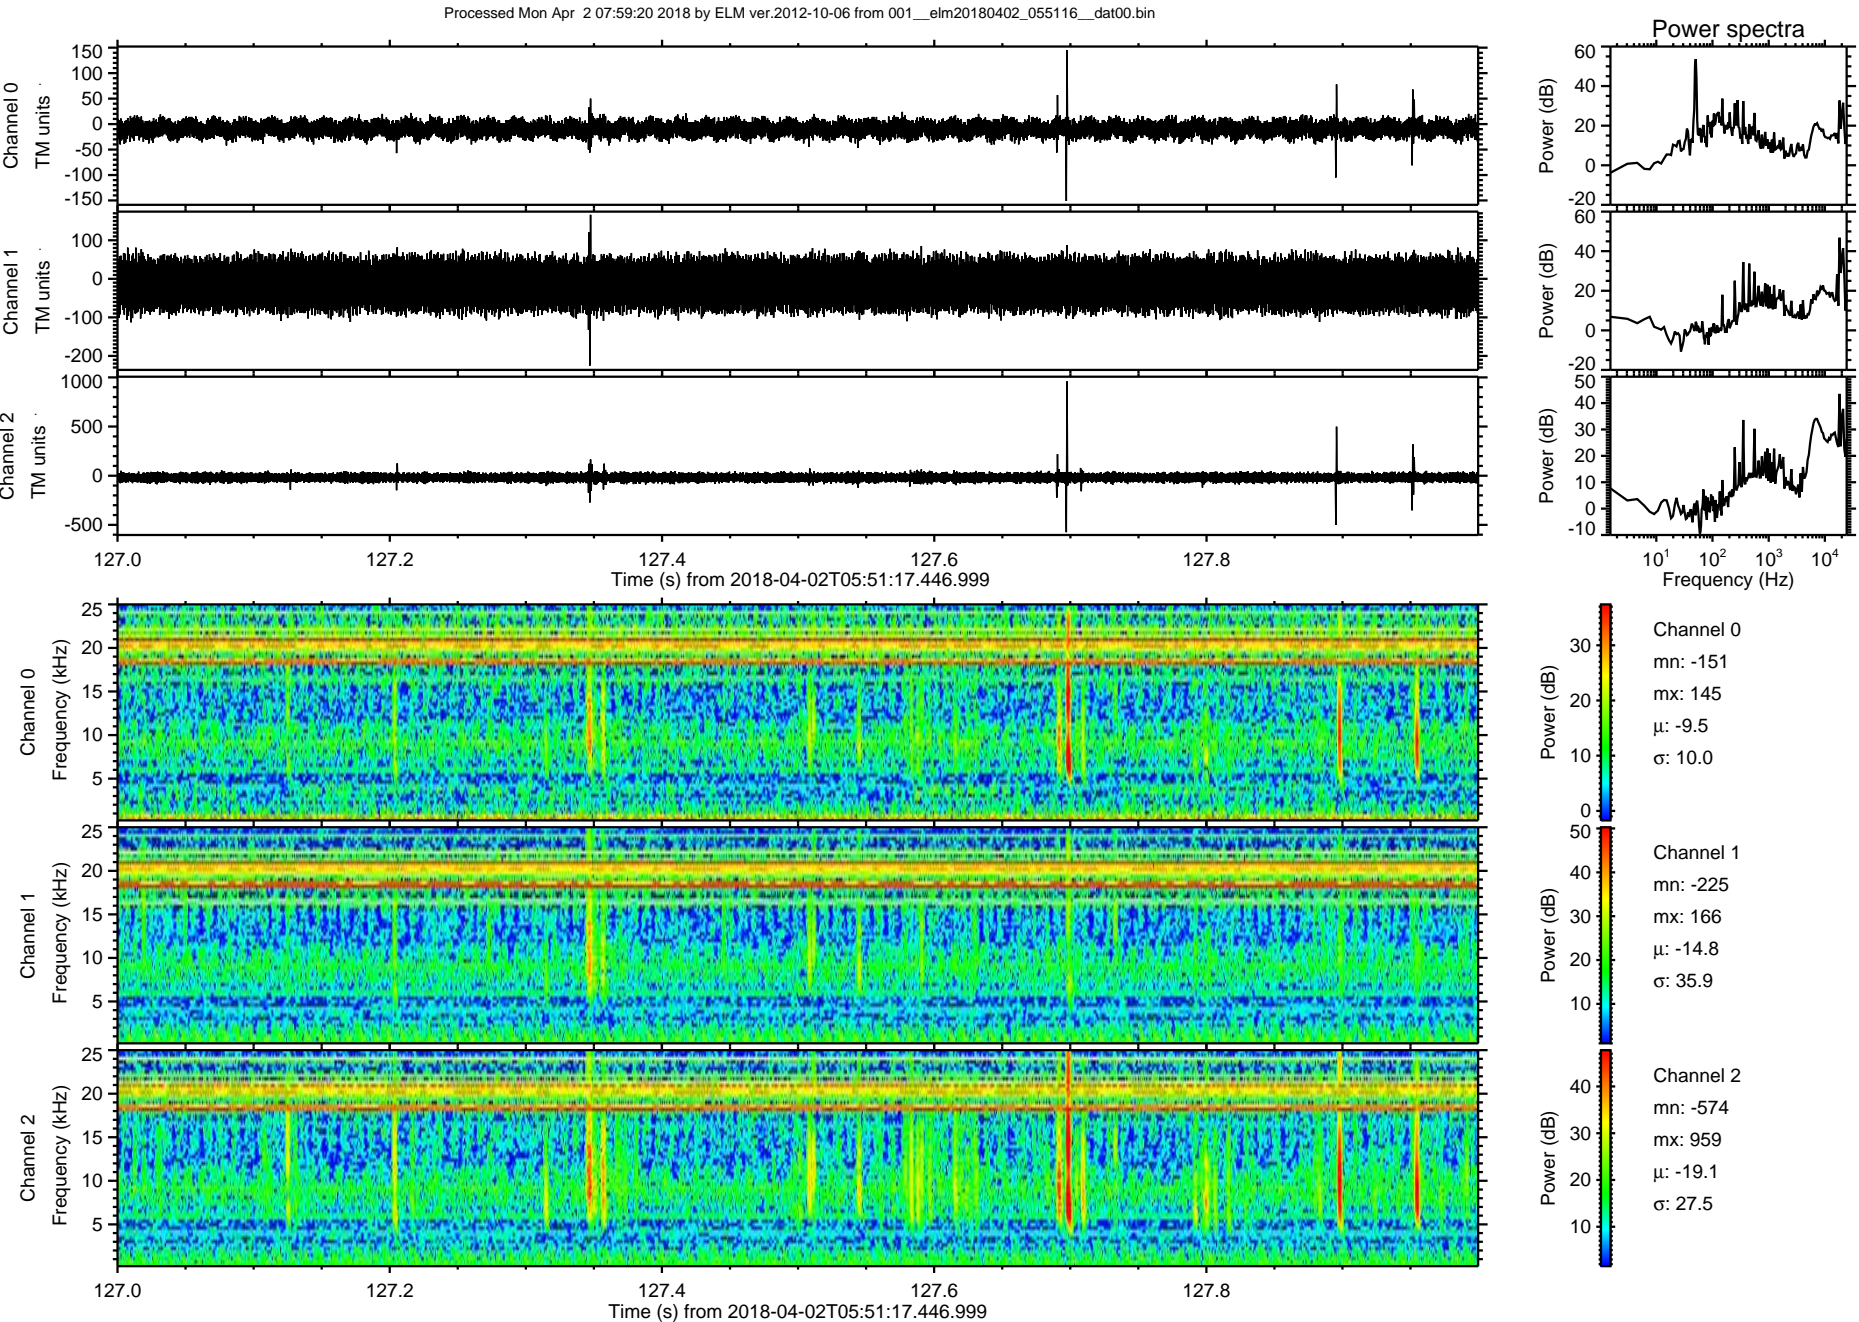 Processed Mon Apr  2 07:59:20 2018 by ELM ver.2012-10-06 from 001__elm20180402_055116__dat00.bin
Power spectra
Channel 0
TM units
150
100
50
0
-50
-100
-150
Power (dB)
60
40
20
0
-20
Channel 1
TM units
100
0
-100
-200
Power (dB)
60
40
20
0
-20
Channel 2
TM units
1000
500
0
-500
Power (dB)
50
40
30
20
10
0
-10
127.0 127.2 127.4 127.6 127.8
Time (s) from 2018-04-02T05:51:17.446.999
10¹ 10² 10³ 10⁴
Frequency (Hz)
Channel 0
Frequency (kHz)
25
20
15
10
5
Power (dB)
30
20
10
0
Channel 0
mn: -151
mx: 145
μ: -9.5
σ: 10.0
Channel 1
Frequency (kHz)
25
20
15
10
5
Power (dB)
50
40
30
20
10
Channel 1
mn: -225
mx: 166
μ: -14.8
σ: 35.9
Channel 2
Frequency (kHz)
25
20
15
10
5
Power (dB)
40
30
20
10
Channel 2
mn: -574
mx: 959
μ: -19.1
σ: 27.5
127.0 127.2 127.4 127.6 127.8
Time (s) from 2018-04-02T05:51:17.446.999